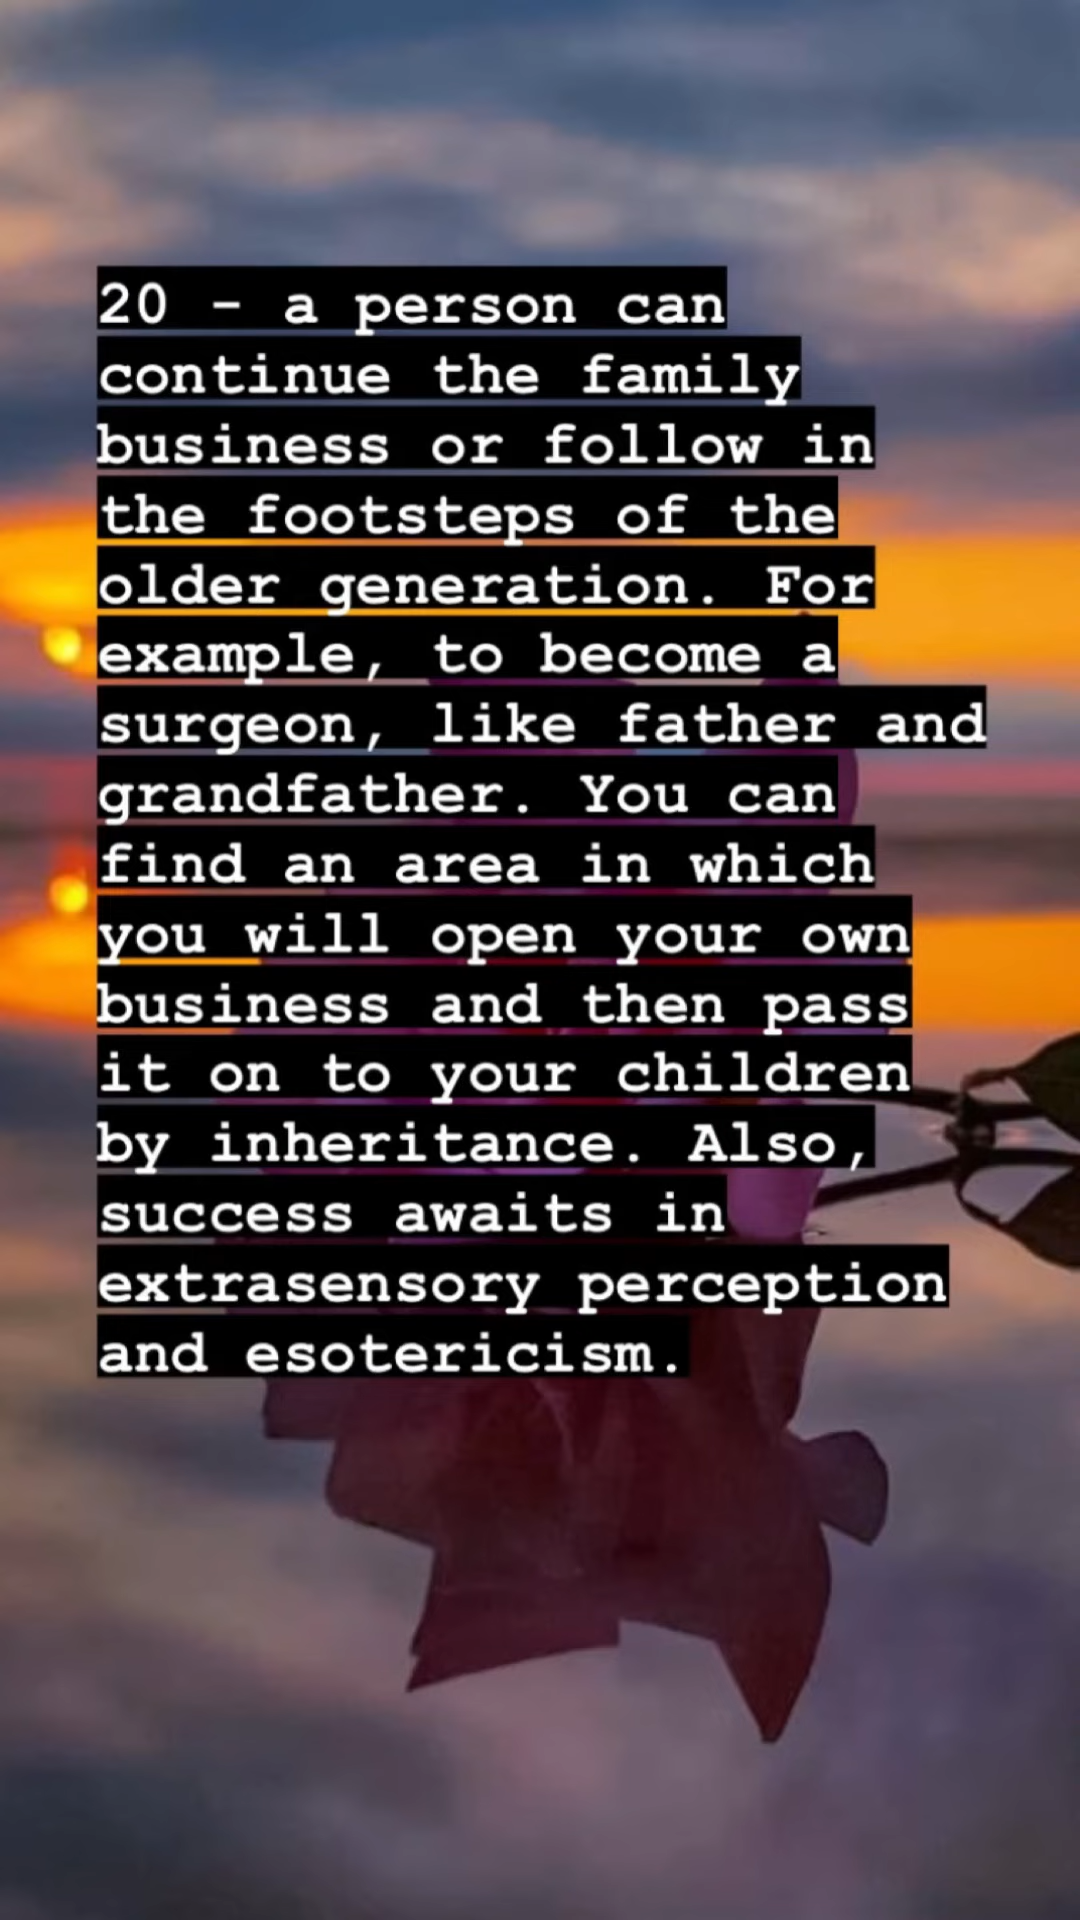 20 - a person can
continue the family
business or follow in
the footsteps of the
older generation. For
example, to become a
surgeon, like father and
grandfather. You can
find an area in which
you will open your own
business and then pass
it on to your children
by inheritance. Also,
success awaits in
extrasensory perception
and esotericism.